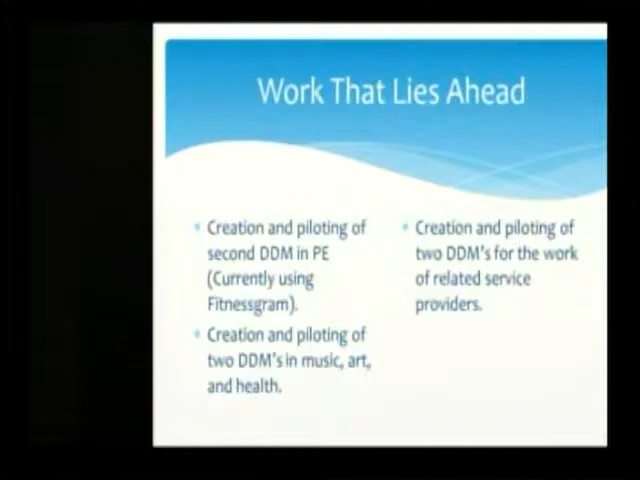 Work That Lies Ahead
Creation and piloting of
second DDM in PE
(Currently using
Fitnessgram).
Creation and piloting of
two DDM's in music, art,
and health.
Creation and piloting of
two DDM's for the work
of related service
providers.